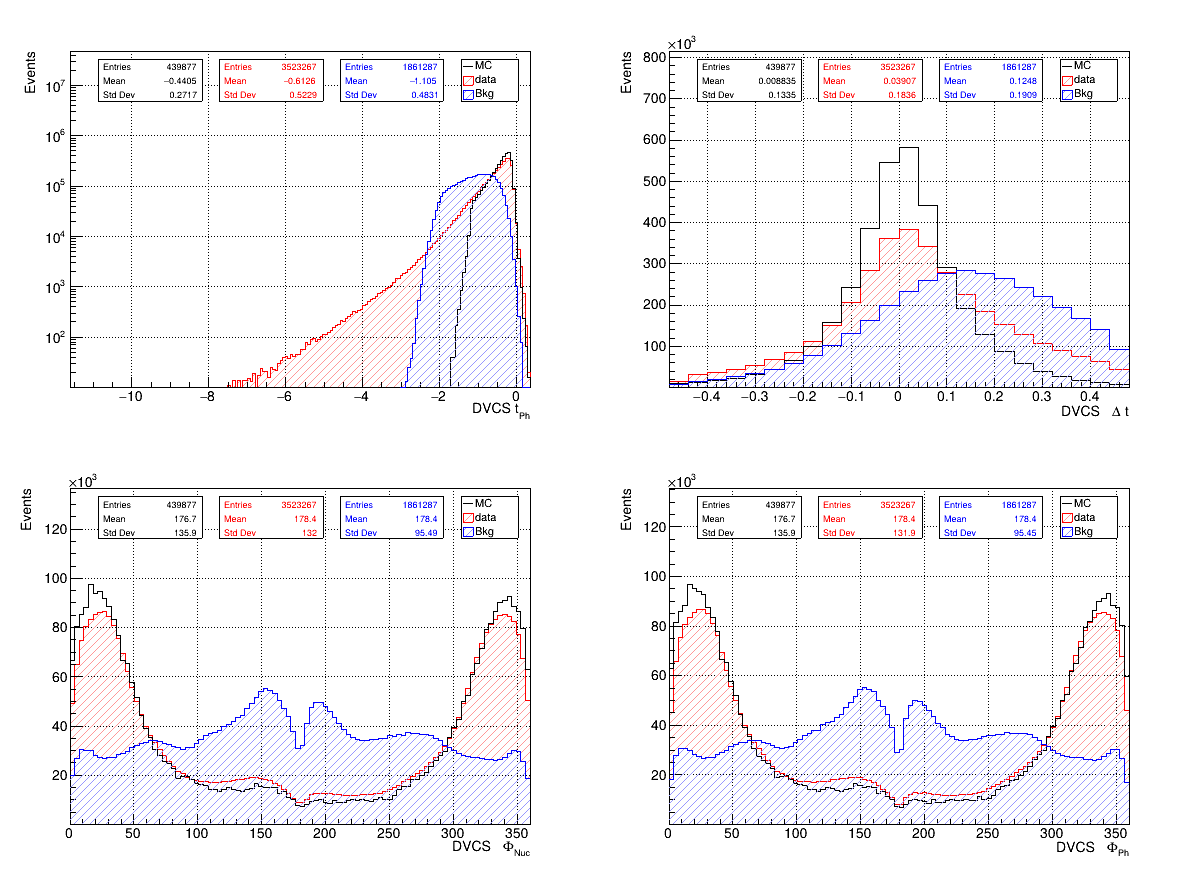 Events
Entries 439877
Mean −0.4405
Std Dev 0.2717
Entries 3523267
Mean −0.6126
Std Dev 0.5229
Entries 1861287
Mean −1.105
Std Dev 0.4831
MC
data
Bkg
10^7
10^6
10^5
10^4
10^3
10^2
−10 −8 −6 −4 −2 0
DVCS t_Ph
×10^3
Events
Entries 439877
Mean 0.008835
Std Dev 0.1335
Entries 3523267
Mean 0.03907
Std Dev 0.1836
Entries 1861287
Mean 0.1248
Std Dev 0.1909
MC
data
Bkg
800
700
600
500
400
300
200
100
−0.4 −0.3 −0.2 −0.1 0 0.1 0.2 0.3 0.4
DVCS Δ t
×10^3
Events
Entries 439877
Mean 176.7
Std Dev 135.9
Entries 3523267
Mean 178.4
Std Dev 132
Entries 1861287
Mean 178.4
Std Dev 95.49
MC
data
Bkg
120
100
80
60
40
20
0 50 100 150 200 250 300 350
DVCS Φ_Nuc
×10^3
Events
Entries 439877
Mean 176.7
Std Dev 135.9
Entries 3523267
Mean 178.4
Std Dev 131.9
Entries 1861287
Mean 178.4
Std Dev 95.45
MC
data
Bkg
120
100
80
60
40
20
0 50 100 150 200 250 300 350
DVCS Φ_Ph